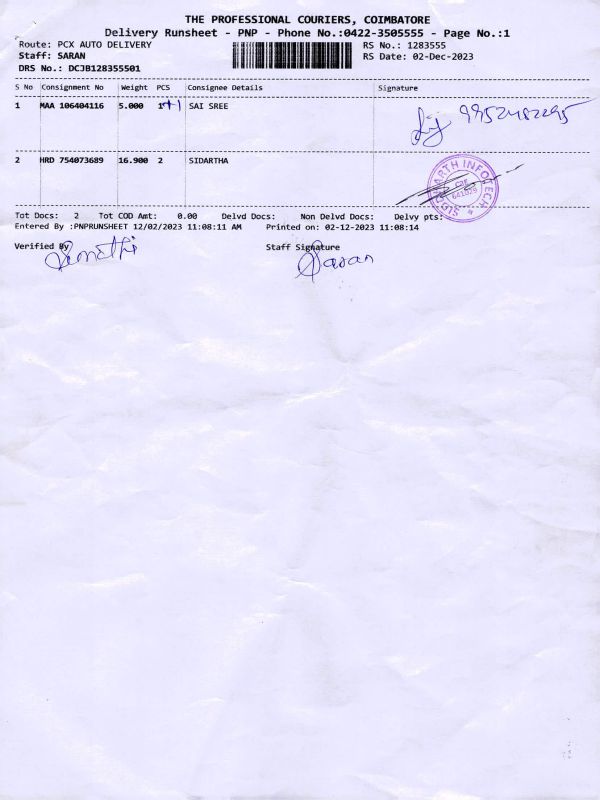 THE PROFESSIONAL COURIERS, COIMBATORE
Delivery Runsheet - PNP - Phone No.:0422-3505555 - Page No.:1
Route: PCX AUTO DELIVERY RS No.: 1283555
Staff: SARAN RS Date: 02-Dec-2023
DRS No.: DCJB128355501
S No Consignment No Weight PCS Consignee Details Signature
1 MAA 106404116 5.000 1+1 SAI SREE
9952482295
2 HRD 754073689 16.900 2 SIDARTHA
INFOTECH
Tot Docs: 2 Tot COD Amt: 0.00 Delvd Docs: Non Delvd Docs: Delvy pts:
Entered By :PNPRUNSHEET 12/02/2023 11:08:11 AM Printed on: 02-12-2023 11:08:14
Verified By Staff Signature
Saran